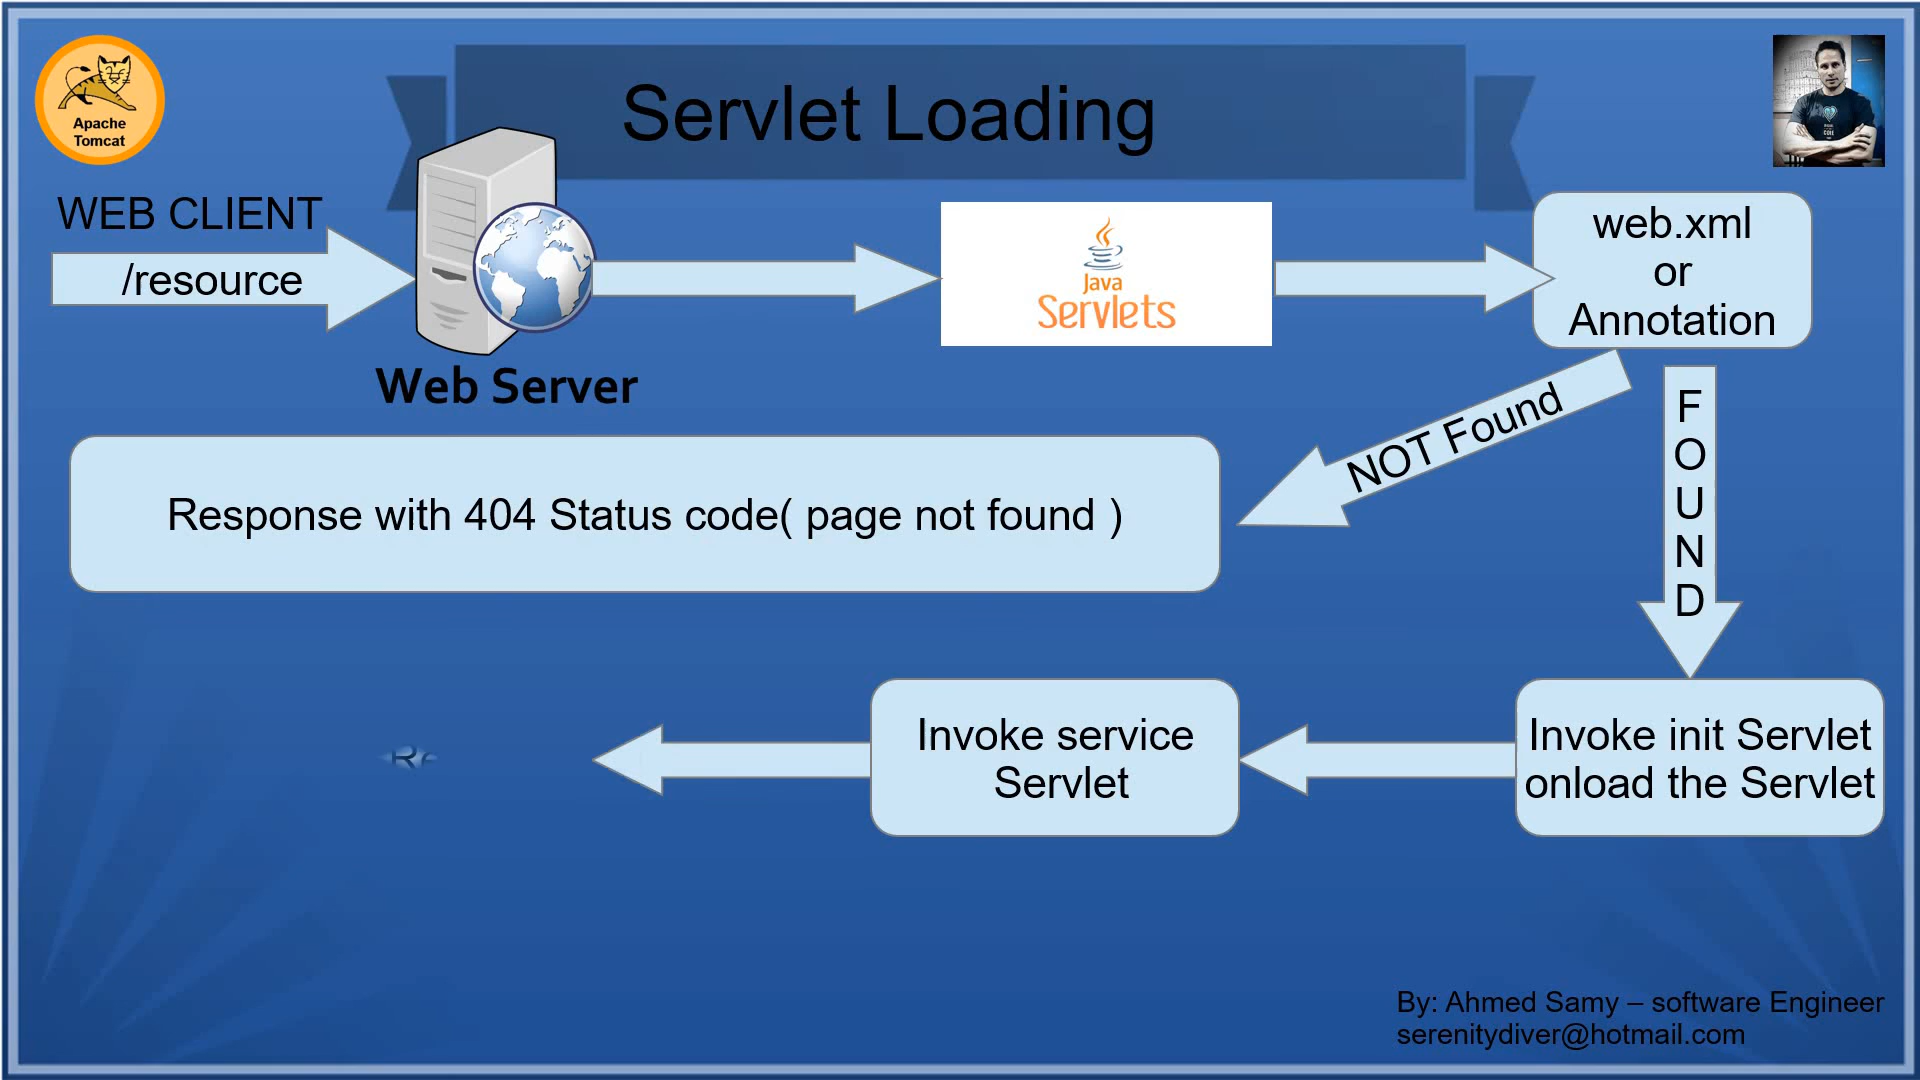 Servlet Loading
Apache
Tomcat
WEB CLIENT
/resource
Web Server
Java
Servlets
web.xml
or
Annotation
NOT Found
F
O
U
N
D
Response with 404 Status code( page not found )
Invoke service
Servlet
Invoke init Servlet
onload the Servlet
By: Ahmed Samy – software Engineer
serenitydiver@hotmail.com